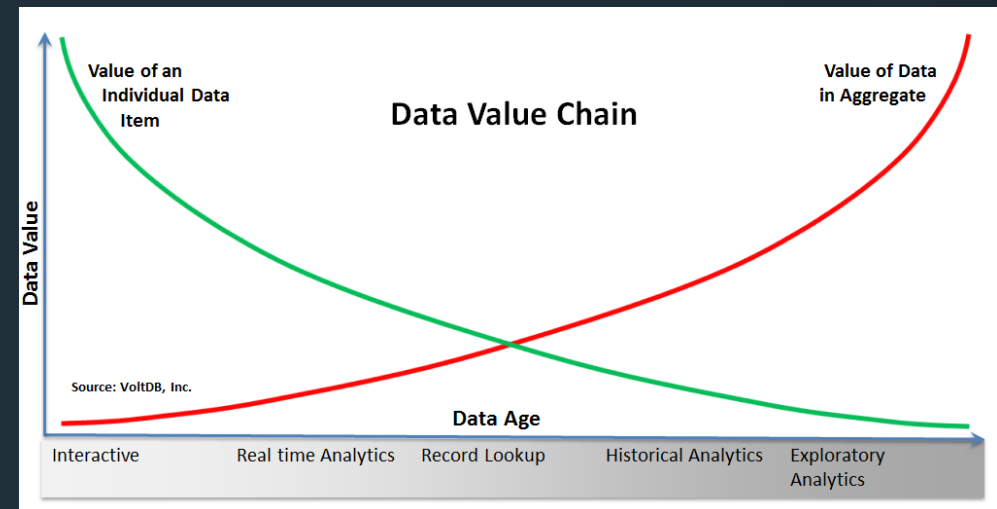 Value of an
Individual Data
Item
Data Value Chain
Value of Data
in Aggregate
Data Value
Source: VoltDB, Inc.
Data Age
Interactive
Real time Analytics
Record Lookup
Historical Analytics
Exploratory
Analytics